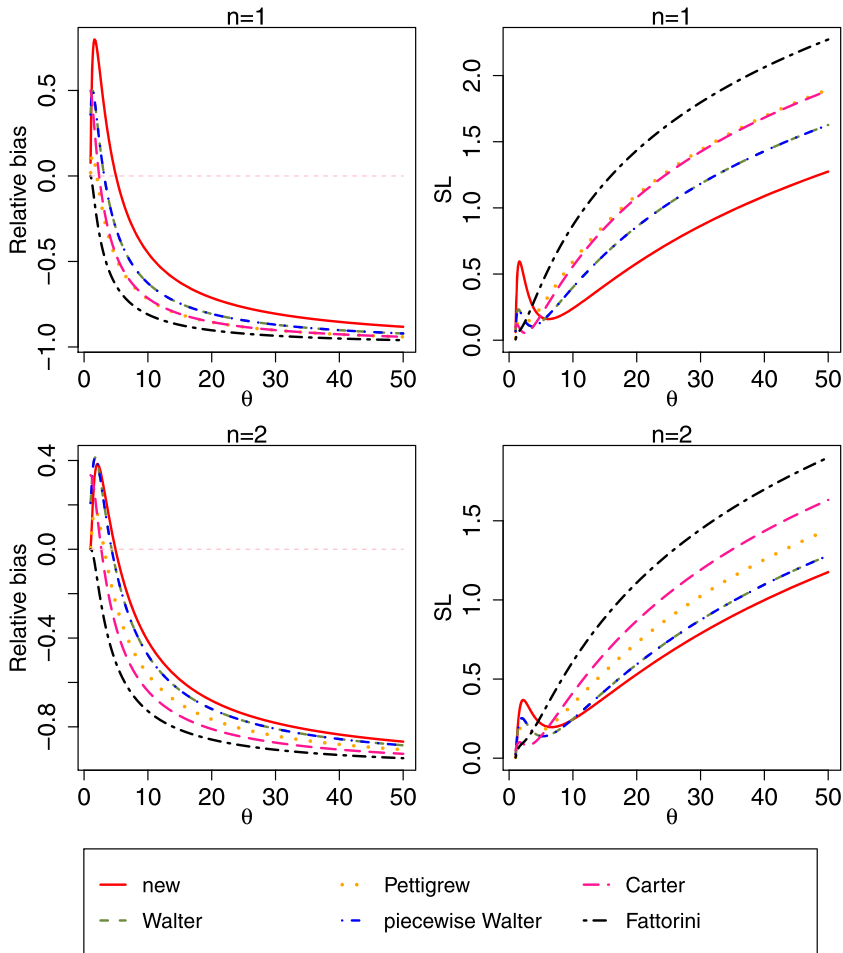 n=1
Relative bias
0.5
0.0
−0.5
−1.0
0 10 20 30 40 50
θ
n=1
SL
2.0
1.5
1.0
0.5
0.0
0 10 20 30 40 50
θ
n=2
Relative bias
0.4
0.0
−0.4
−0.8
0 10 20 30 40 50
θ
n=2
SL
1.5
1.0
0.5
0.0
0 10 20 30 40 50
θ
new
Pettigrew
Carter
Walter
piecewise Walter
Fattorini